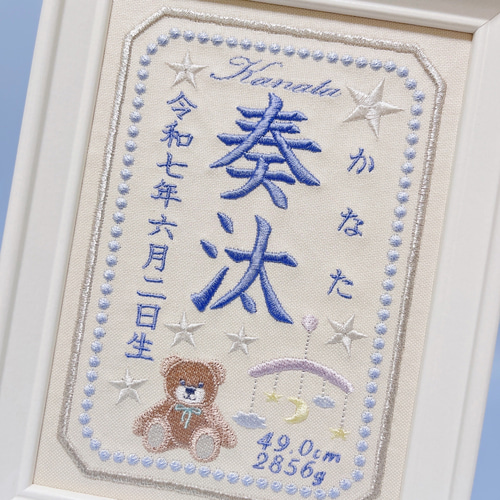 Kanata
かなた
奏汰
令和七年六月二日生
49.0cm
2856g